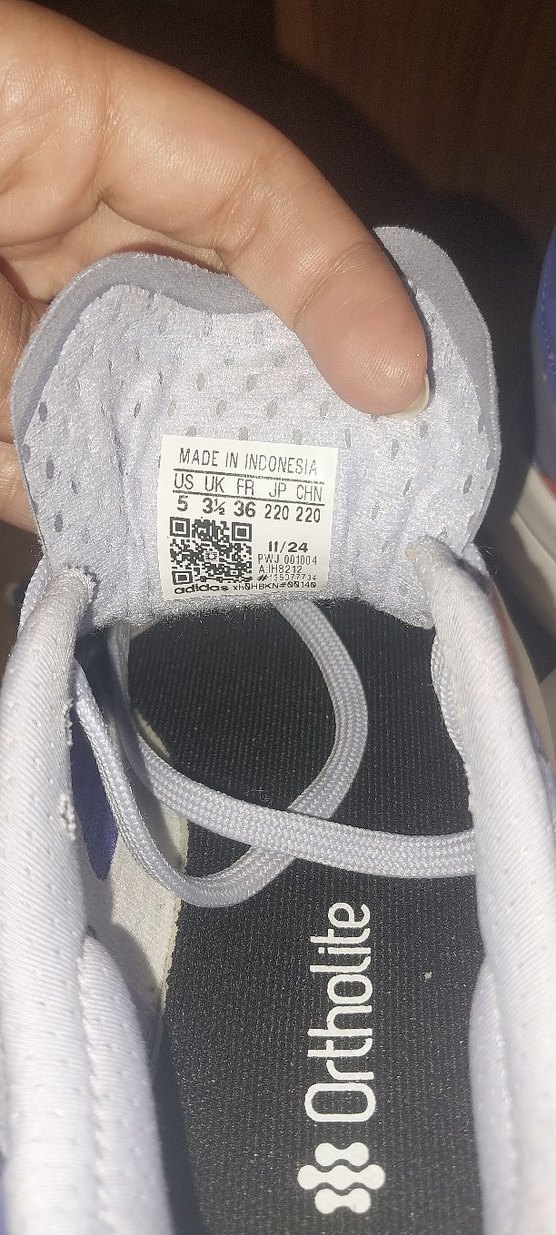 MADE IN INDONESIA
US UK FR JP CHN
5 3½ 36 220 220
11/24
PWJ 001004
A:IH8212
adidas
Ortholite